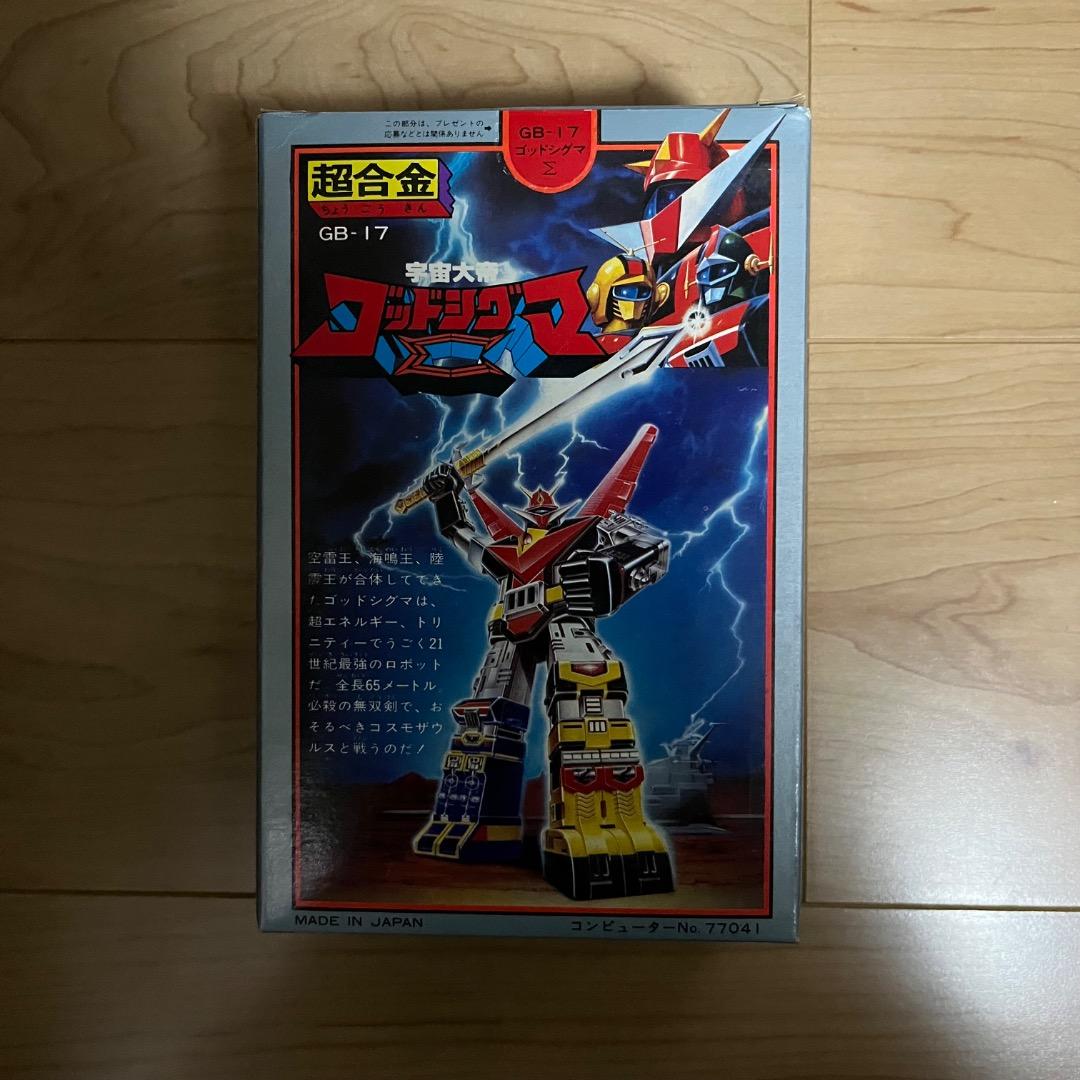 この部分は、プレゼントの
応募などとは関係ありません➡
GB-17
ゴッドシグマ
Σ
超合金
ちょうごうきん
GB-17
宇宙大帝
ゴッドシグマ
空雷王、海鳴王、陸
震王が合体してでき
たゴッドシグマは、
超エネルギー、トリ
ニティーでうごく21
世紀最強のロボット
だ 全長65メートル。
必殺の無双剣で、お
そるべきコスモザウ
ルスと戦うのだ!
MADE IN JAPAN
コンピューターNo. 77041